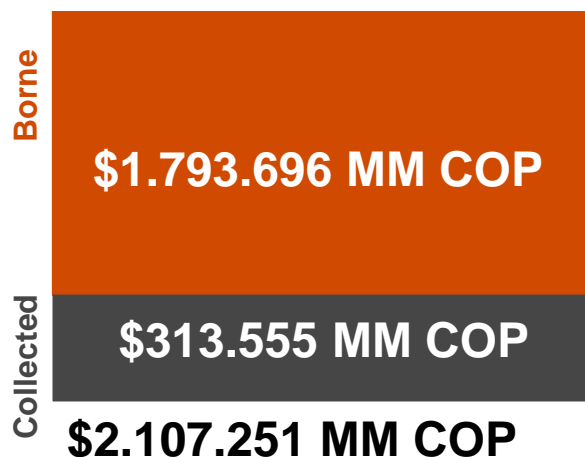 Borne
$1.793.696 MM COP
Collected
$313.555 MM COP
$2.107.251 MM COP